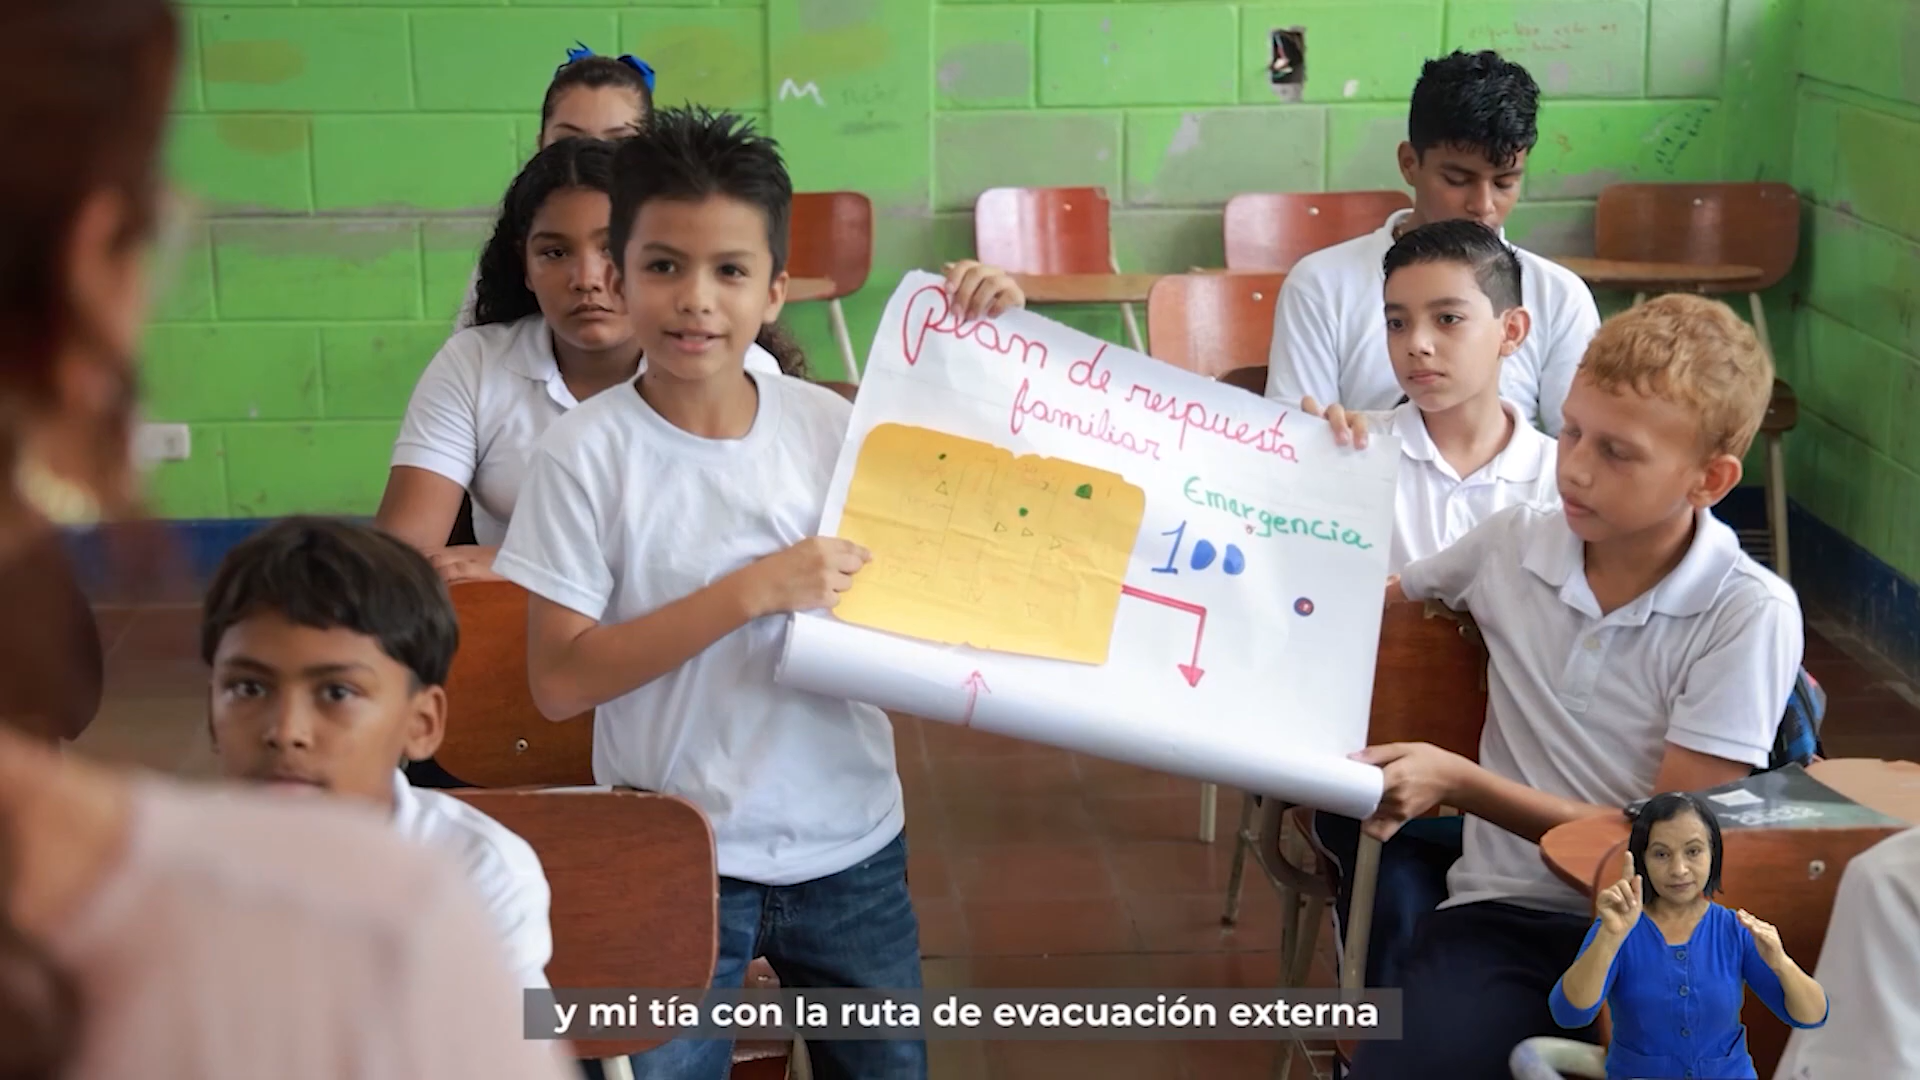 Plan de respuesta
familiar
Emergencia
100
y mi tía con la ruta de evacuación externa